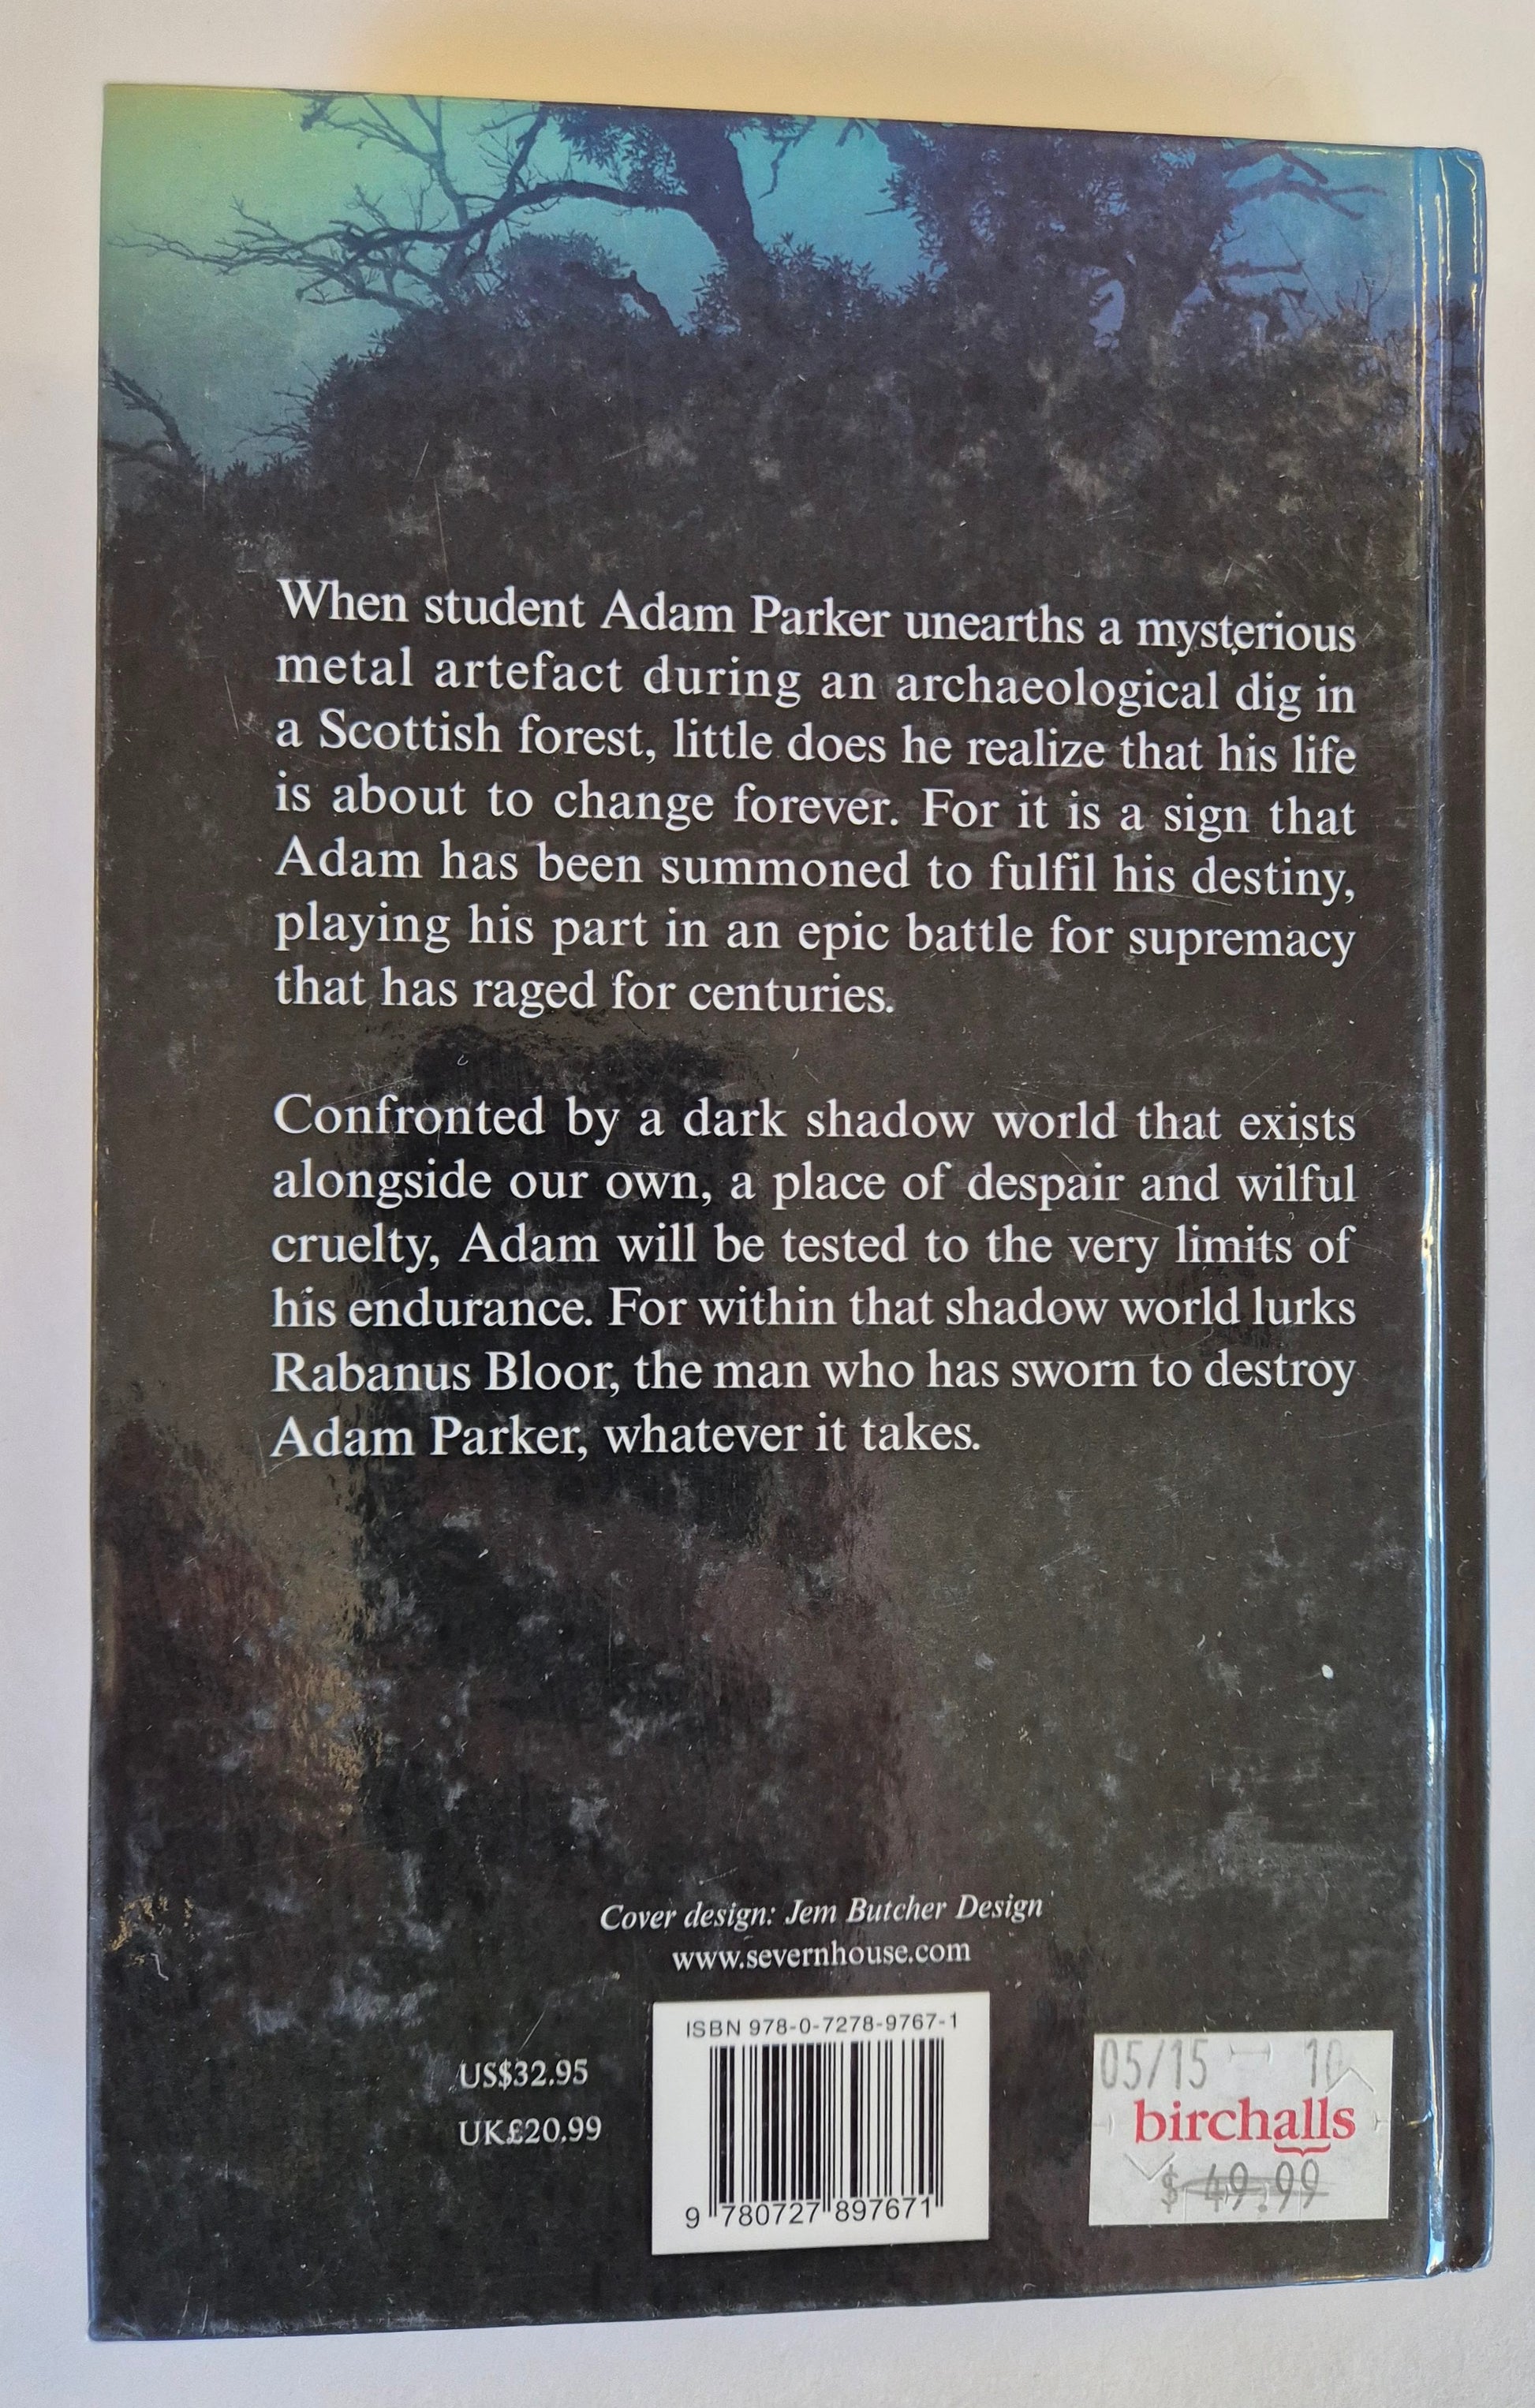 When student Adam Parker unearths a mysterious
metal artefact during an archaeological dig in
a Scottish forest, little does he realize that his life
is about to change forever. For it is a sign that
Adam has been summoned to fulfil his destiny,
playing his part in an epic battle for supremacy
that has raged for centuries.
Confronted by a dark shadow world that exists
alongside our own, a place of despair and wilful
cruelty, Adam will be tested to the very limits of
his endurance. For within that shadow world lurks
Rabanus Bloor, the man who has sworn to destroy
Adam Parker, whatever it takes.
Cover design: Jem Butcher Design
www.severnhouse.com
US$32.95
UK£20.99
ISBN 978-0-7278-9767-1
9 780727 897671
05/15 10
birchalls
$ 49.99